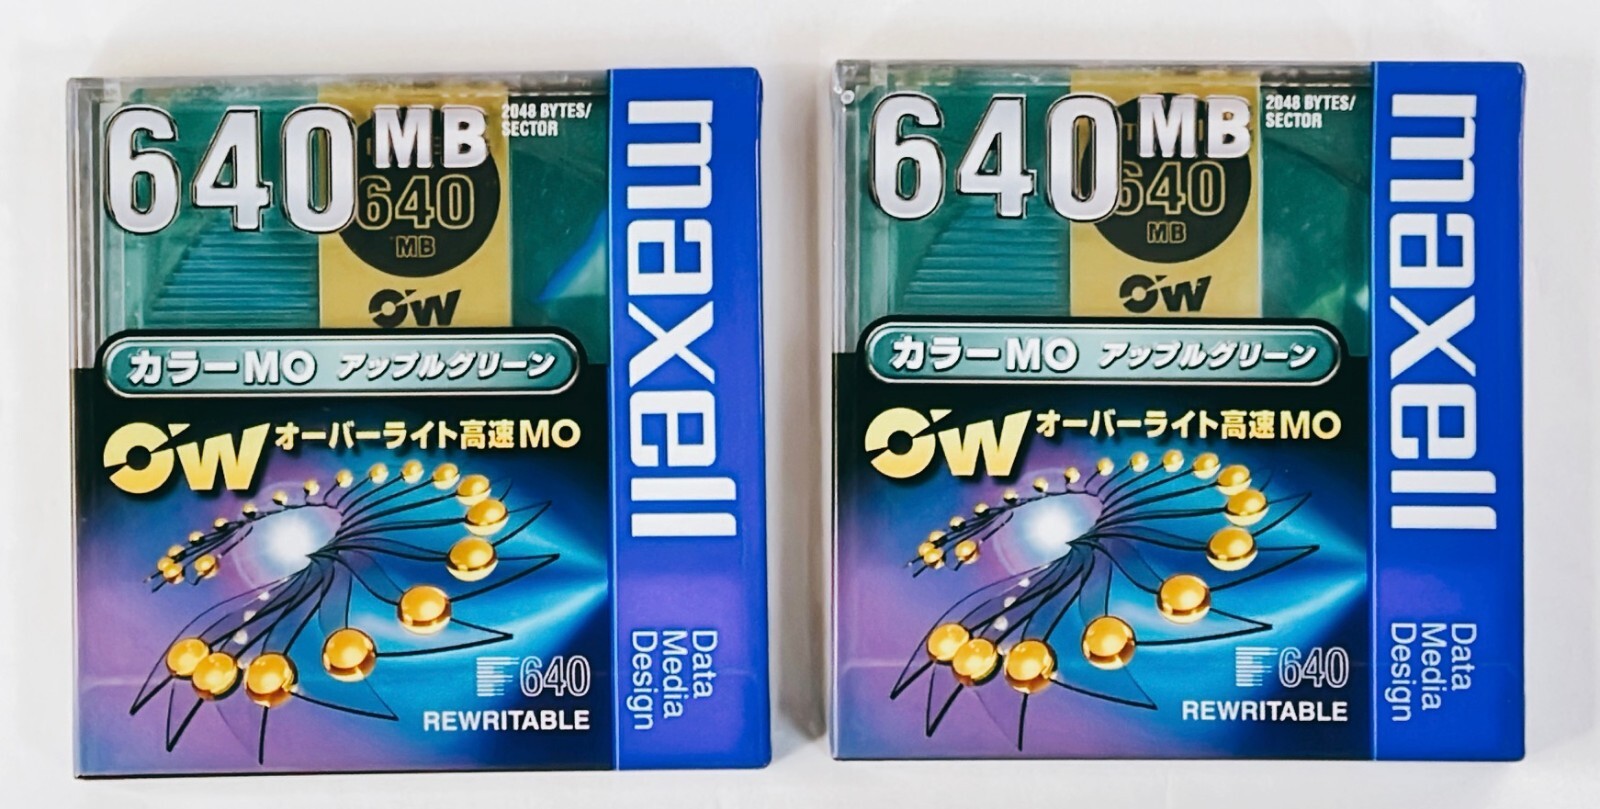 640 MB
2048 BYTES/
SECTOR
640
MB
OW
カラーMO アップルグリーン
OW オーバーライト高速MO
F640
REWRITABLE
maxell
Data
Media
Design
640 MB
2048 BYTES/
SECTOR
640
MB
OW
カラーMO アップルグリーン
OW オーバーライト高速MO
F640
REWRITABLE
maxell
Data
Media
Design